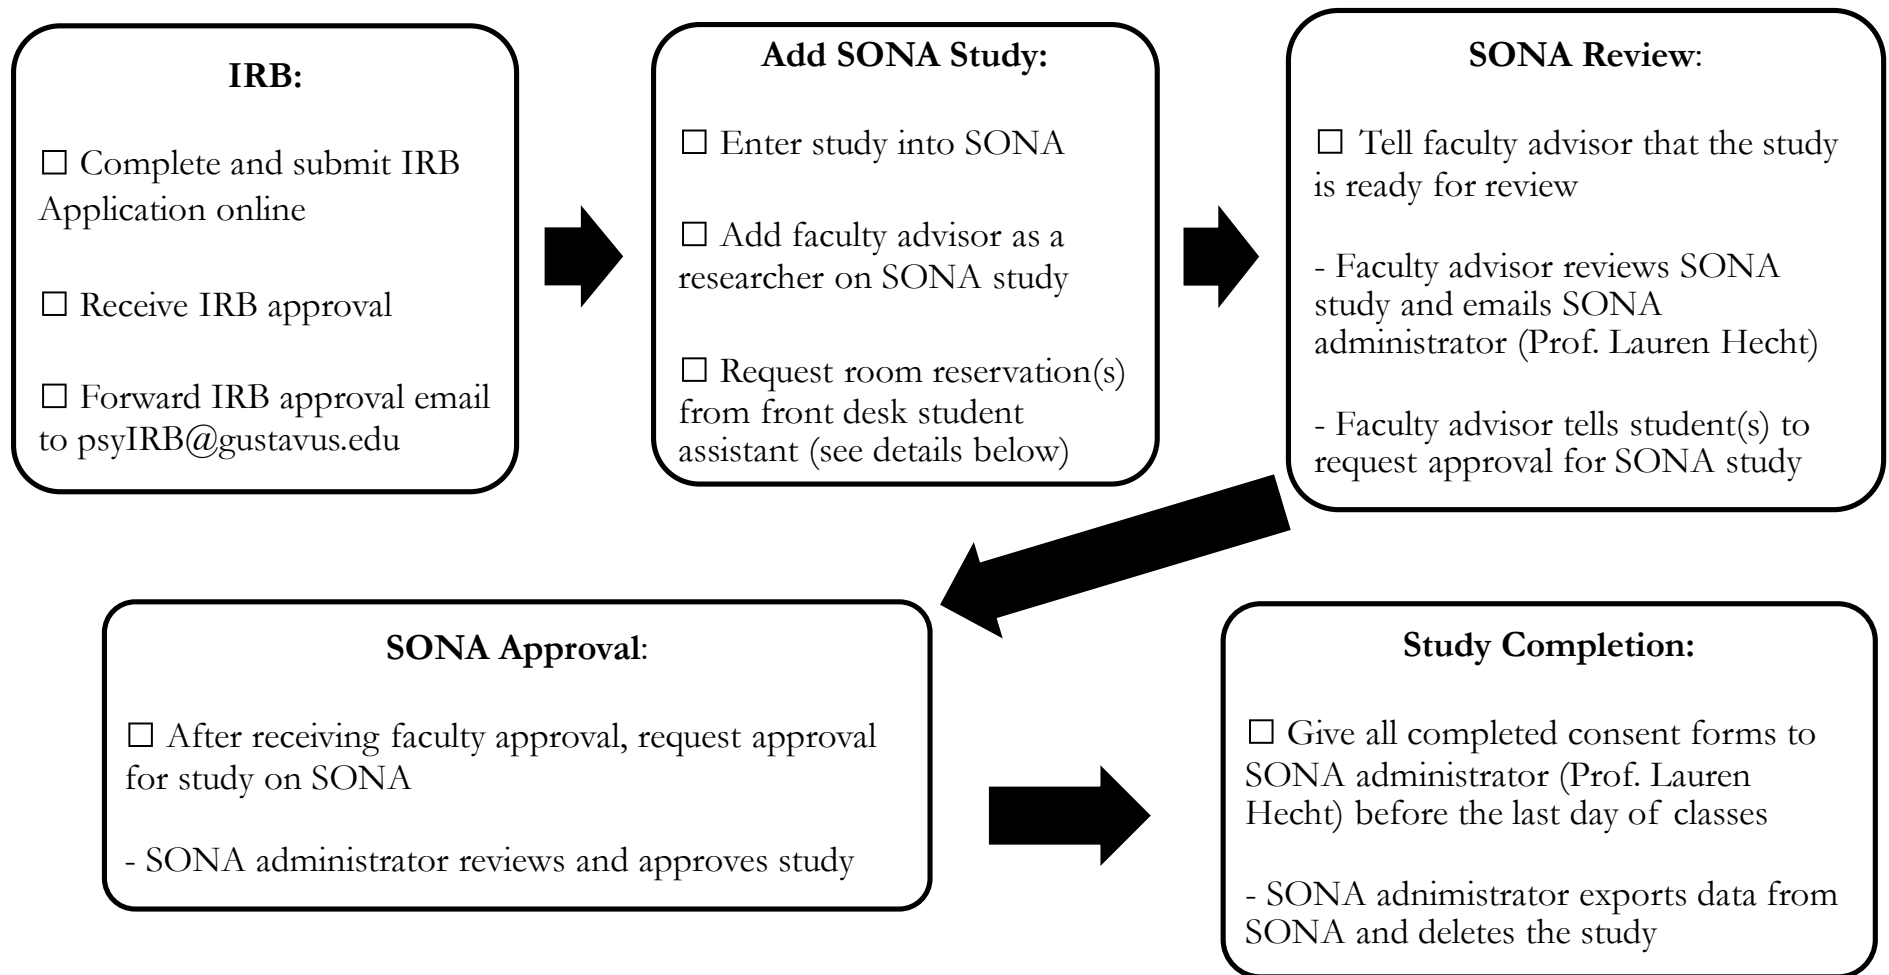 IRB:
☐ Complete and submit IRB
Application online
☐ Receive IRB approval
☐ Forward IRB approval email
to psyIRB@gustavus.edu
Add SONA Study:
☐ Enter study into SONA
☐ Add faculty advisor as a
researcher on SONA study
☐ Request room reservation(s)
from front desk student
assistant (see details below)
SONA Review:
☐ Tell faculty advisor that the study
is ready for review
- Faculty advisor reviews SONA
study and emails SONA
administrator (Prof. Lauren Hecht)
- Faculty advisor tells student(s) to
request approval for SONA study
SONA Approval:
☐ After receiving faculty approval, request approval
for study on SONA
- SONA administrator reviews and approves study
Study Completion:
☐ Give all completed consent forms to
SONA administrator (Prof. Lauren
Hecht) before the last day of classes
- SONA adnimistrator exports data from
SONA and deletes the study